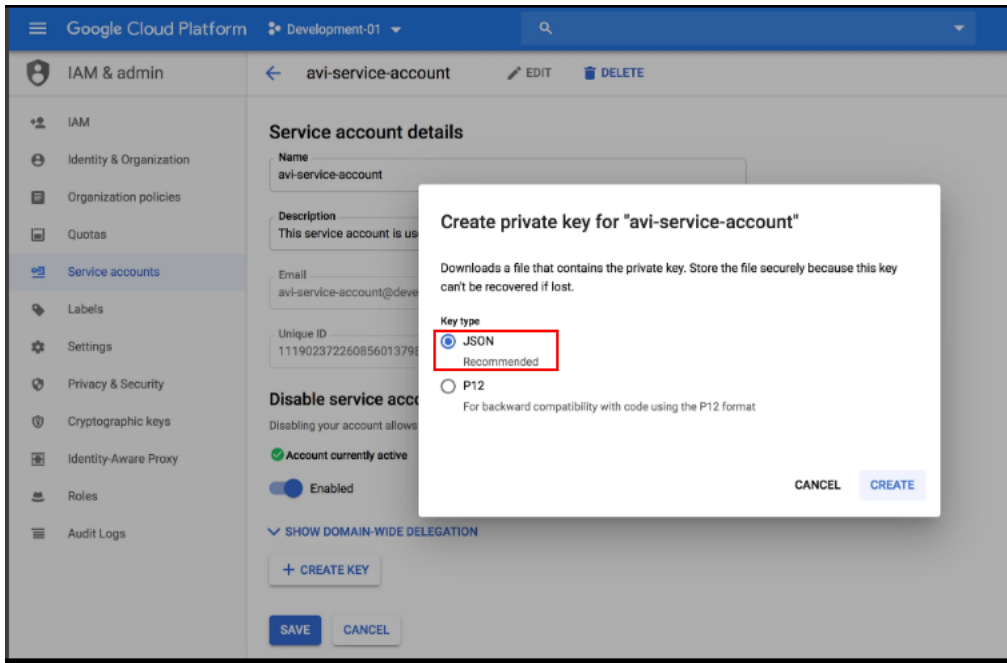 Google Cloud Platform
Development-01
IAM & admin
avi-service-account
EDIT
DELETE
IAM
Identity & Organization
Organization policies
Quotas
Service accounts
Labels
Settings
Privacy & Security
Cryptographic keys
Identity-Aware Proxy
Roles
Audit Logs
Service account details
Name
avi-service-account
Description
This service account is us
Email
avi-service-account@deve
Unique ID
Disable service acco
Disabling your account allows
Account currently active
Enabled
SHOW DOMAIN-WIDE DELEGATION
+ CREATE KEY
SAVE
CANCEL
Create private key for "avi-service-account"
Downloads a file that contains the private key. Store the file securely because this key
can't be recovered if lost.
Key type
JSON
Recommended
P12
For backward compatibility with code using the P12 format
CANCEL
CREATE